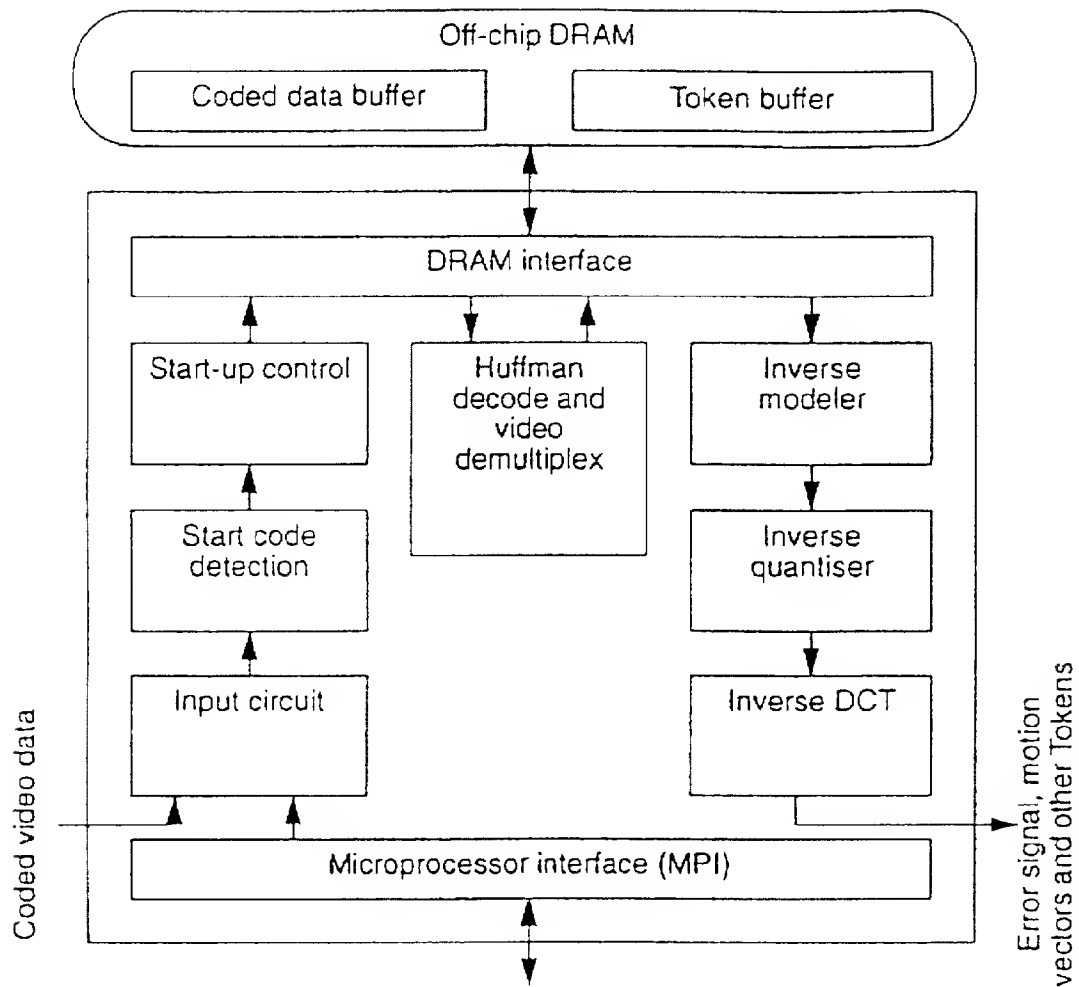 Off-chip DRAM
Coded data buffer
Token buffer
DRAM interface
Start-up control
Huffman
decode and
video
demultiplex
Inverse
modeler
Start code
detection
Inverse
quantiser
Input circuit
Inverse DCT
Coded video data
Microprocessor interface (MPI)
Error signal, motion
vectors and other Tokens